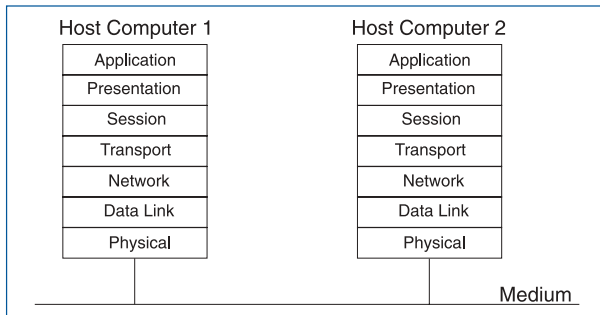 Host Computer 1
Host Computer 2
Application
Application
Presentation
Presentation
Session
Session
Transport
Transport
Network
Network
Data Link
Data Link
Physical
Physical
Medium